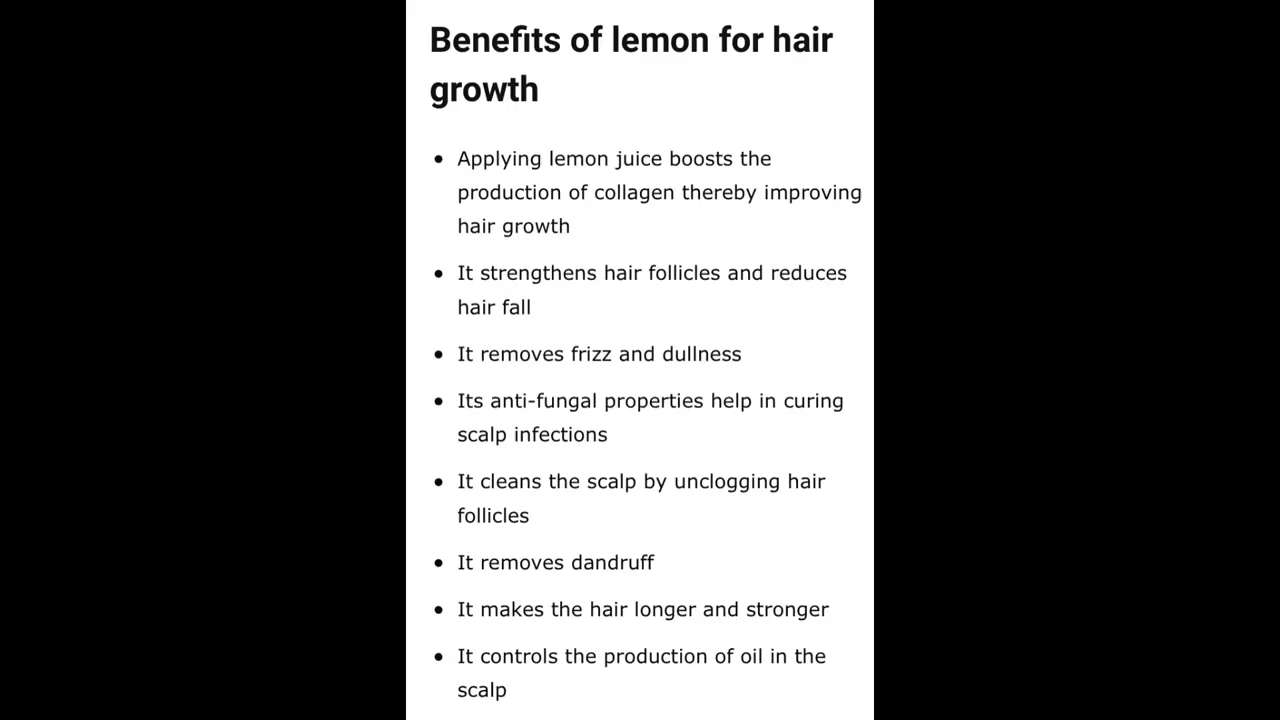 Benefits of lemon for hair
growth
• Applying lemon juice boosts the
production of collagen thereby improving
hair growth
• It strengthens hair follicles and reduces
hair fall
• It removes frizz and dullness
• Its anti-fungal properties help in curing
scalp infections
• It cleans the scalp by unclogging hair
follicles
• It removes dandruff
• It makes the hair longer and stronger
• It controls the production of oil in the
scalp